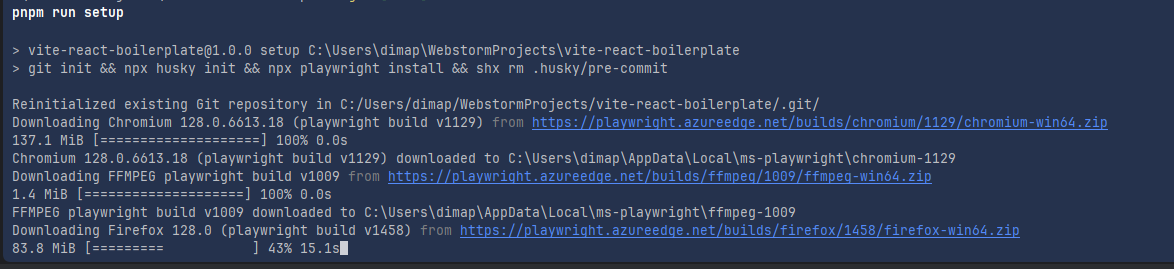 pnpm run setup
> vite-react-boilerplate@1.0.0 setup C:\Users\dimap\WebstormProjects\vite-react-boilerplate
> git init && npx husky init && npx playwright install && shx rm .husky/pre-commit
Reinitialized existing Git repository in C:/Users/dimap/WebstormProjects/vite-react-boilerplate/.git/
Downloading Chromium 128.0.6613.18 (playwright build v1129) from https://playwright.azureedge.net/builds/chromium/1129/chromium-win64.zip
137.1 MiB [====================] 100% 0.0s
Chromium 128.0.6613.18 (playwright build v1129) downloaded to C:\Users\dimap\AppData\Local\ms-playwright\chromium-1129
Downloading FFMPEG playwright build v1009 from https://playwright.azureedge.net/builds/ffmpeg/1009/ffmpeg-win64.zip
1.4 MiB [====================] 100% 0.0s
FFMPEG playwright build v1009 downloaded to C:\Users\dimap\AppData\Local\ms-playwright\ffmpeg-1009
Downloading Firefox 128.0 (playwright build v1458) from https://playwright.azureedge.net/builds/firefox/1458/firefox-win64.zip
83.8 MiB [=========           ] 43% 15.1s